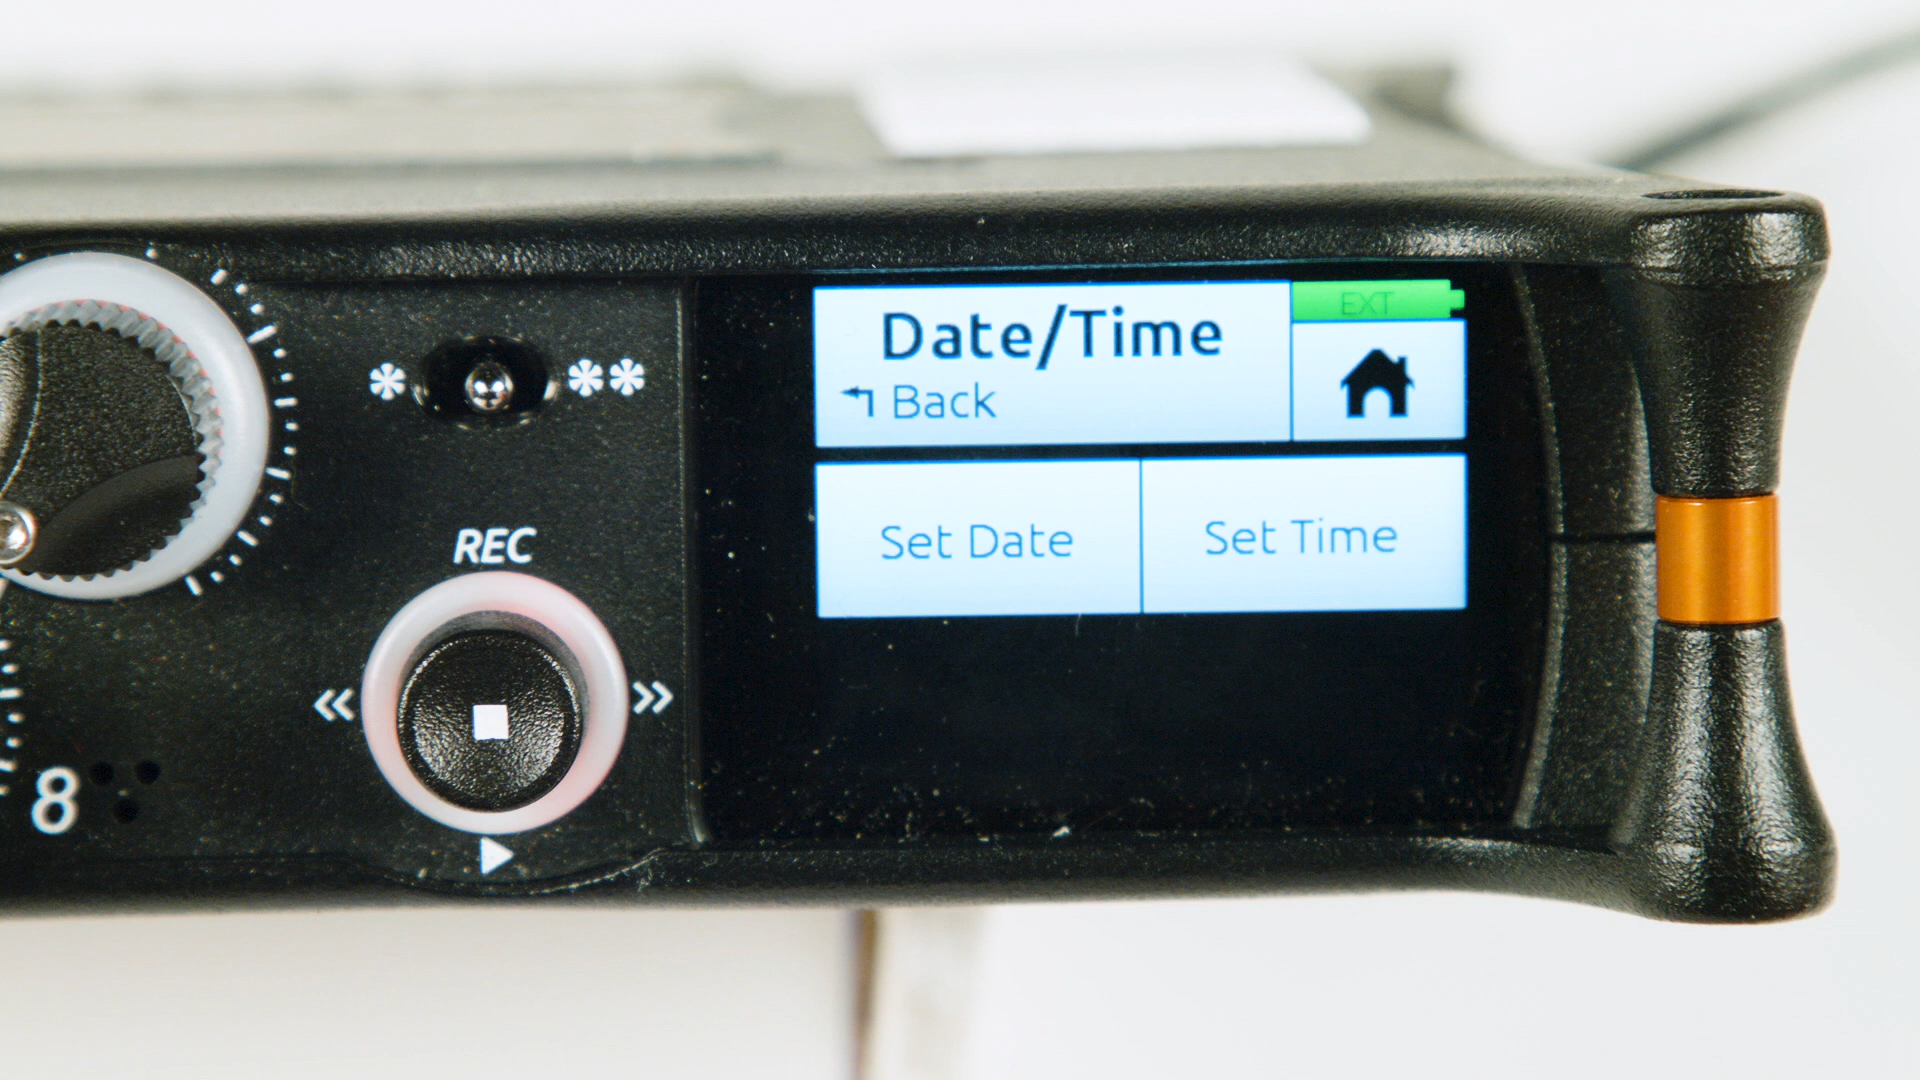 Date/Time
EXT
Back
Set Date
Set Time
* **
REC
8